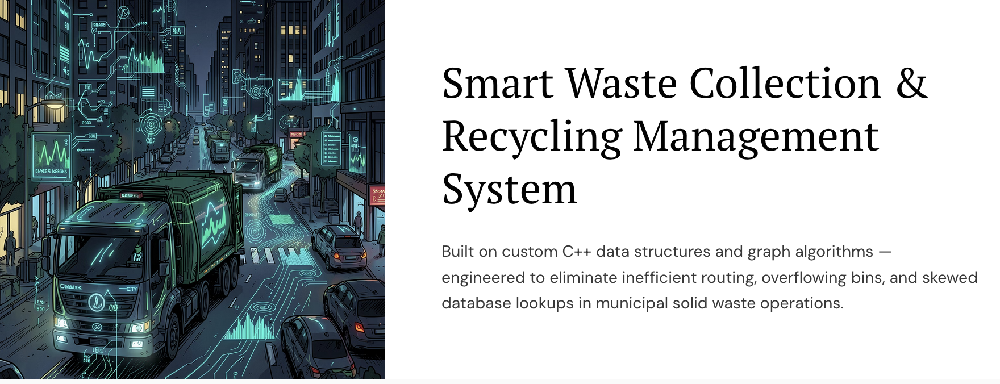 Smart Waste Collection &
Recycling Management
System
Built on custom C++ data structures and graph algorithms —
engineered to eliminate inefficient routing, overflowing bins, and skewed
database lookups in municipal solid waste operations.